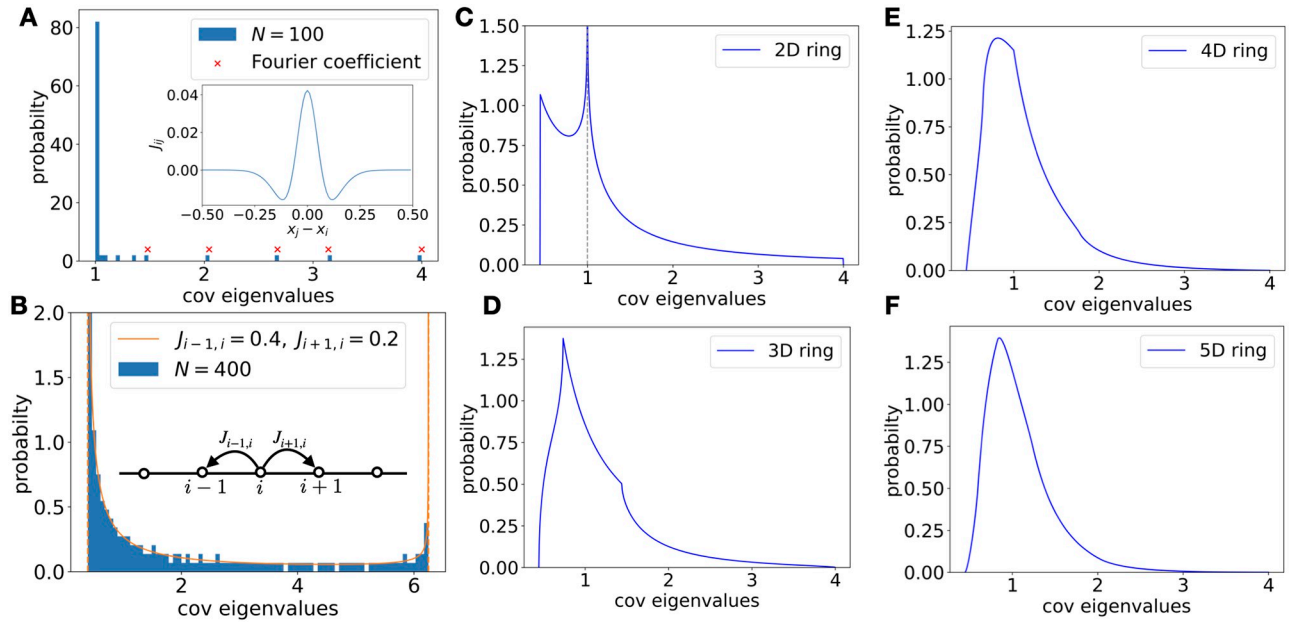 A
80
60
40
20
0
probabilty
N = 100
Fourier coefficient
0.04
0.02
0.00
J_ij
−0.50 −0.25 0.00 0.25 0.50
x_j − x_i
1 2 3 4
cov eigenvalues
B
2.0
1.5
1.0
0.5
0.0
probabilty
J_{i−1,i} = 0.4, J_{i+1,i} = 0.2
N = 400
J_{i−1,i} J_{i+1,i}
i − 1 i i + 1
2 4 6
cov eigenvalues
C
1.50
1.25
1.00
0.75
0.50
0.25
0.00
probabilty
2D ring
1 2 3 4
cov eigenvalues
D
1.25
1.00
0.75
0.50
0.25
0.00
probabilty
3D ring
1 2 3 4
cov eigenvalues
E
1.25
1.00
0.75
0.50
0.25
0.00
probabilty
4D ring
1 2 3 4
cov eigenvalues
F
1.25
1.00
0.75
0.50
0.25
0.00
probabilty
5D ring
1 2 3 4
cov eigenvalues